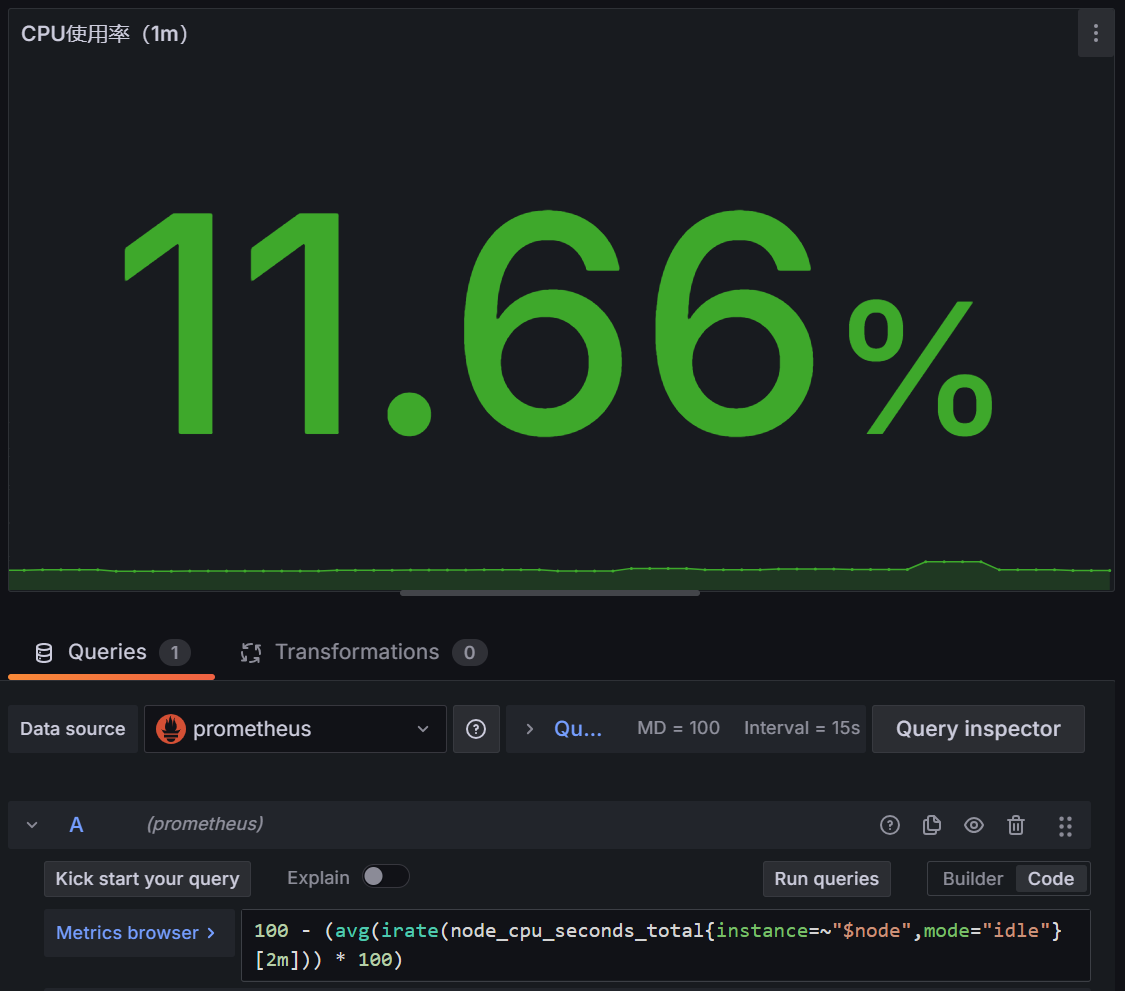 CPU使用率（1m）
11.66%
Queries 1 Transformations 0
Data source prometheus Qu... MD = 100 Interval = 15s Query inspector
A (prometheus)
Kick start your query Explain Run queries Builder Code
Metrics browser > 100 - (avg(irate(node_cpu_seconds_total{instance=~"$node",mode="idle"}
[2m])) * 100)